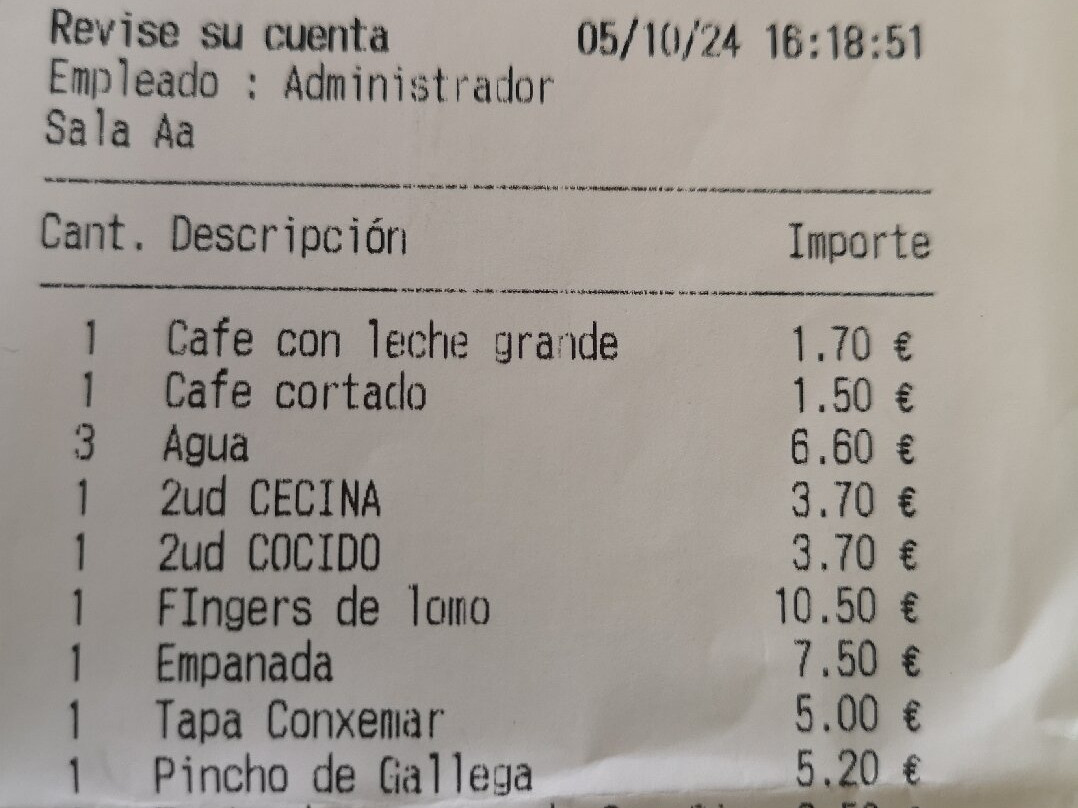 Revise su cuenta 05/10/24 16:18:51
Empleado : Administrador
Sala Aa
Cant. Descripción Importe
1 Cafe con leche grande 1.70 €
1 Cafe cortado 1.50 €
3 Agua 6.60 €
1 2ud CECINA 3.70 €
1 2ud COCIDO 3.70 €
1 FIngers de lomo 10.50 €
1 Empanada 7.50 €
1 Tapa Conxemar 5.00 €
1 Pincho de Gallega 5.20 €